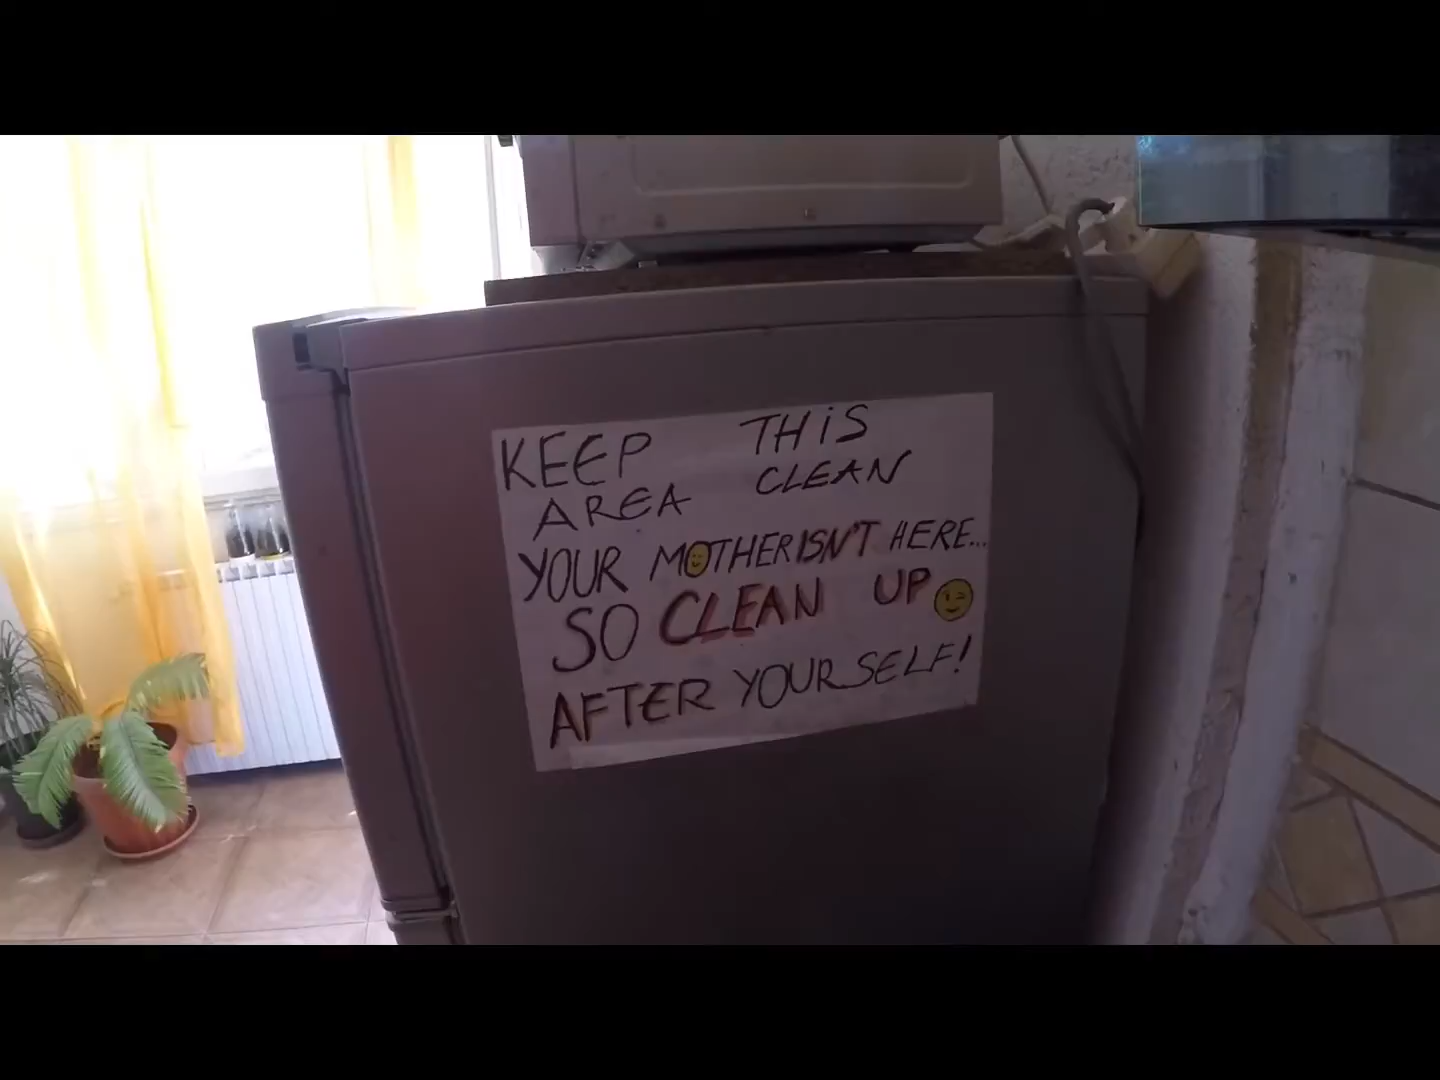 KEEP THIS
AREA CLEAN
YOUR MOTHER ISN'T HERE...
SO CLEAN UP
AFTER YOURSELF!